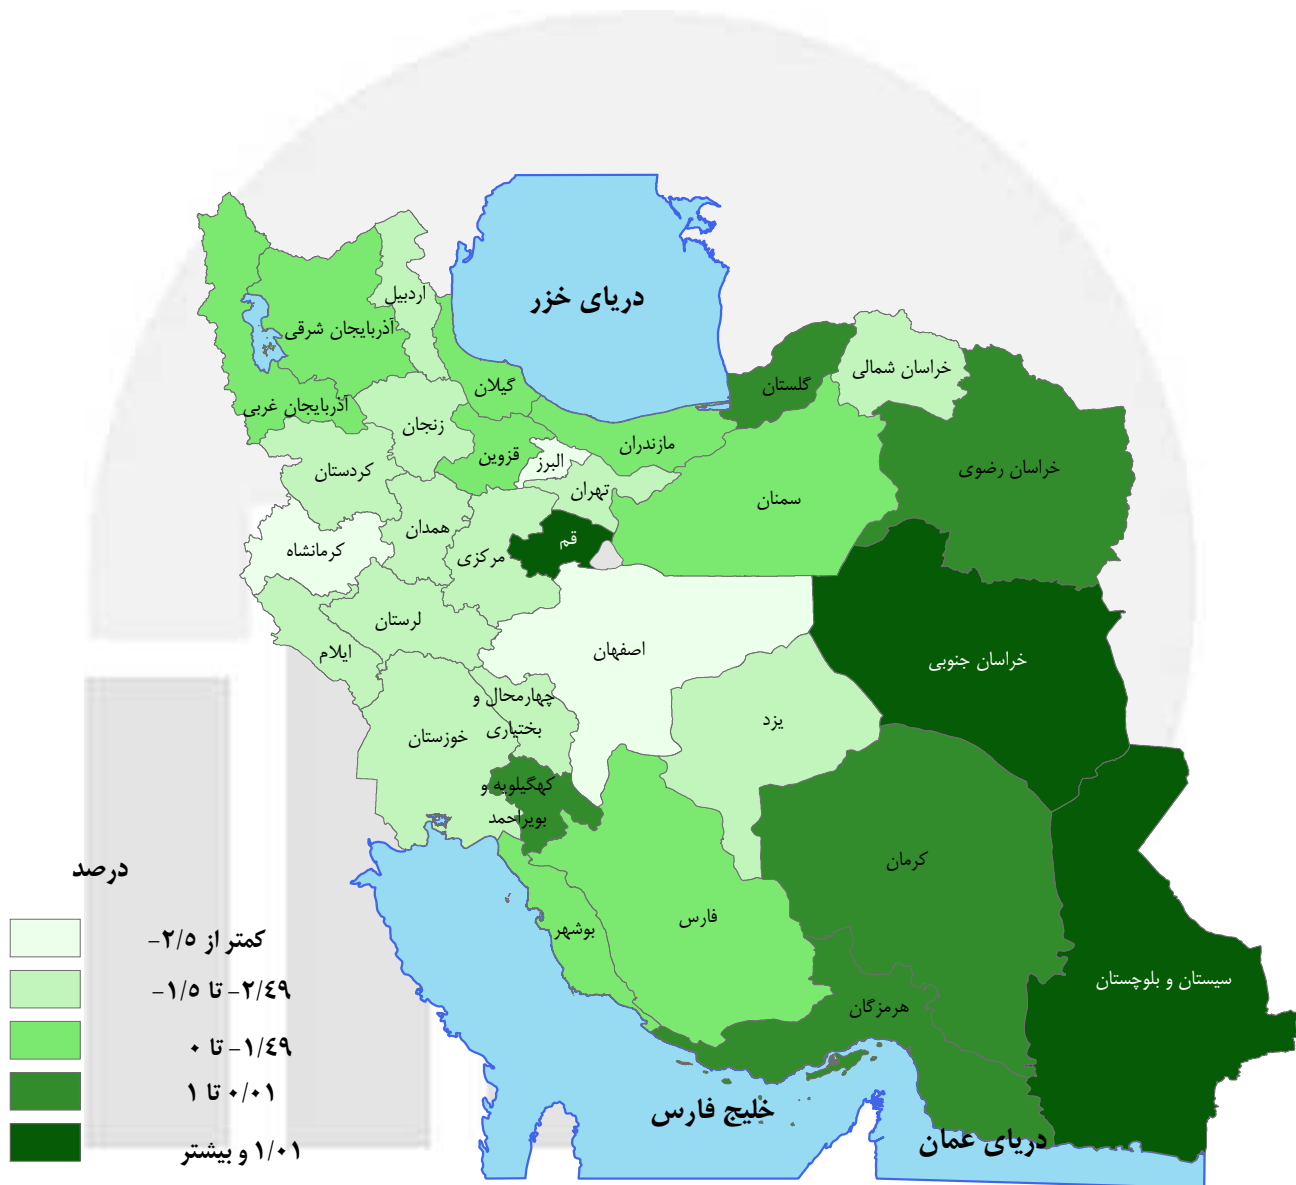 دریای خزر
اردبیل
آذربایجان شرقی
آذربایجان غربی
گیلان
زنجان
قزوین
مازندران
گلستان
خراسان شمالی
خراسان رضوی
سمنان
البرز
تهران
کردستان
همدان
مرکزی
قم
کرمانشاه
لرستان
ایلام
اصفهان
خراسان جنوبی
چهارمحال و
بختیاری
خوزستان
یزد
کهگیلویه و
بویراحمد
کرمان
فارس
بوشهر
هرمزگان
سیستان و بلوچستان
خلیج فارس
دریای عمان
درصد
کمتر از ۲/۵-
۲/٤۹- تا ۱/۵-
۱/٤۹- تا ۰
۰/۰۱ تا ۱
۱/۰۱ و بیشتر